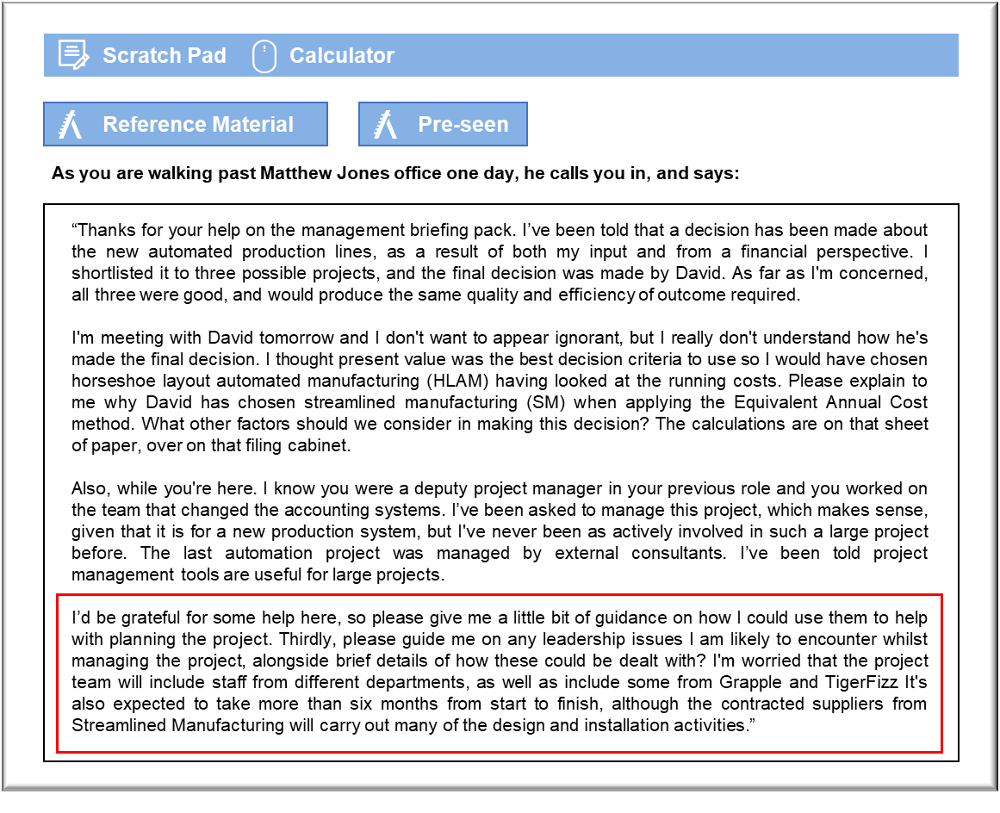 Scratch Pad Calculator
Reference Material Pre-seen
As you are walking past Matthew Jones office one day, he calls you in, and says:
“Thanks for your help on the management briefing pack. I’ve been told that a decision has been made about
the new automated production lines, as a result of both my input and from a financial perspective. I
shortlisted it to three possible projects, and the final decision was made by David. As far as I'm concerned,
all three were good, and would produce the same quality and efficiency of outcome required.
I'm meeting with David tomorrow and I don't want to appear ignorant, but I really don't understand how he's
made the final decision. I thought present value was the best decision criteria to use so I would have chosen
horseshoe layout automated manufacturing (HLAM) having looked at the running costs. Please explain to
me why David has chosen streamlined manufacturing (SM) when applying the Equivalent Annual Cost
method. What other factors should we consider in making this decision? The calculations are on that sheet
of paper, over on that filing cabinet.
Also, while you're here. I know you were a deputy project manager in your previous role and you worked on
the team that changed the accounting systems. I’ve been asked to manage this project, which makes sense,
given that it is for a new production system, but I've never been as actively involved in such a large project
before. The last automation project was managed by external consultants. I’ve been told project
management tools are useful for large projects.
I’d be grateful for some help here, so please give me a little bit of guidance on how I could use them to help
with planning the project. Thirdly, please guide me on any leadership issues I am likely to encounter whilst
managing the project, alongside brief details of how these could be dealt with? I'm worried that the project
team will include staff from different departments, as well as include some from Grapple and TigerFizz It's
also expected to take more than six months from start to finish, although the contracted suppliers from
Streamlined Manufacturing will carry out many of the design and installation activities.”